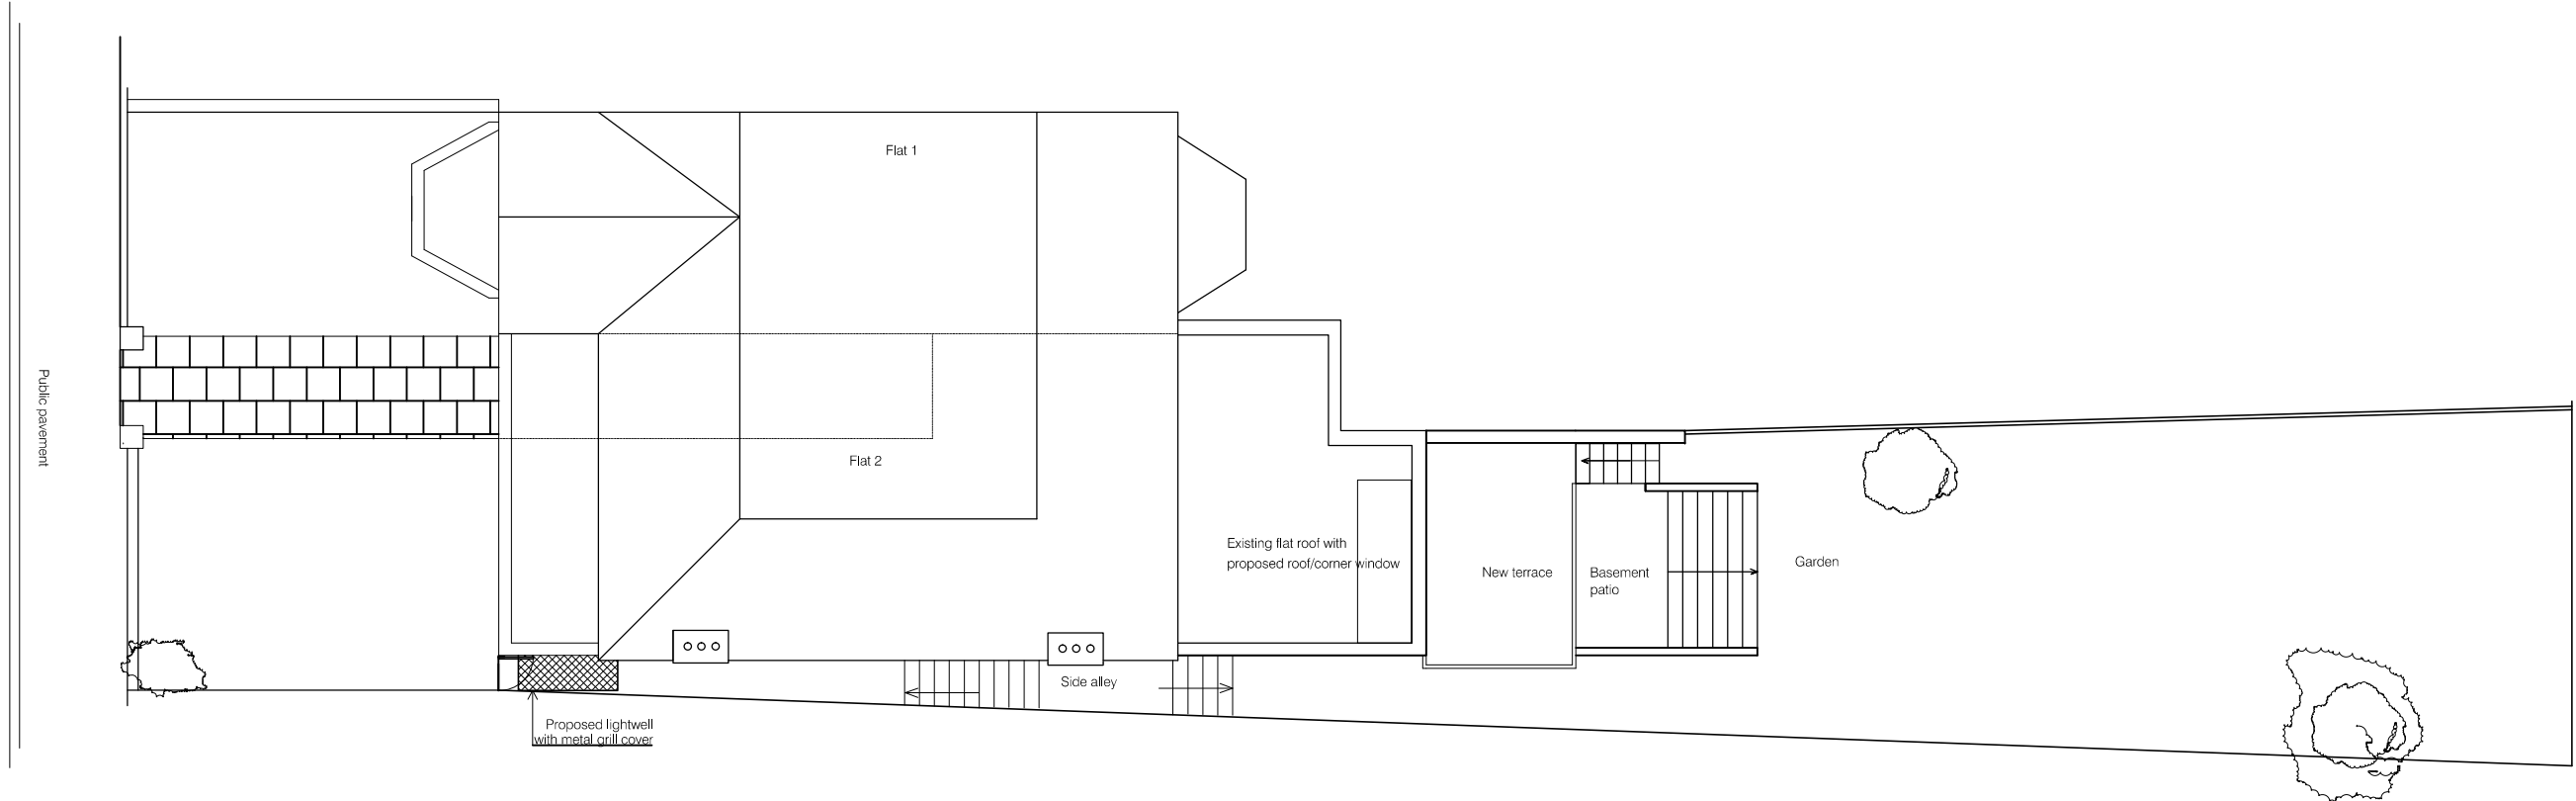 Public pavement
Flat 1
Flat 2
Existing flat roof with
proposed roof/corner window
New terrace
Basement
patio
Garden
Side alley
Proposed lightwell
with metal grill cover